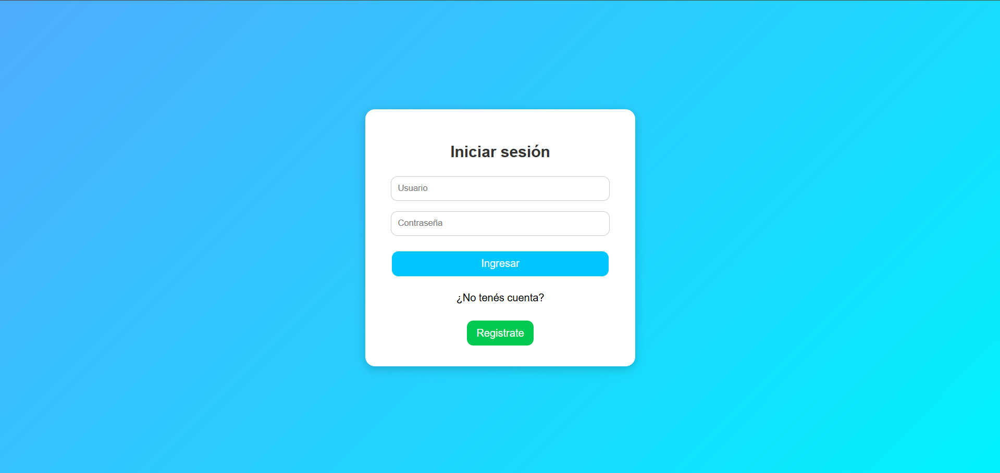 Iniciar sesión
Usuario
Contraseña
Ingresar
¿No tenés cuenta?
Registrate